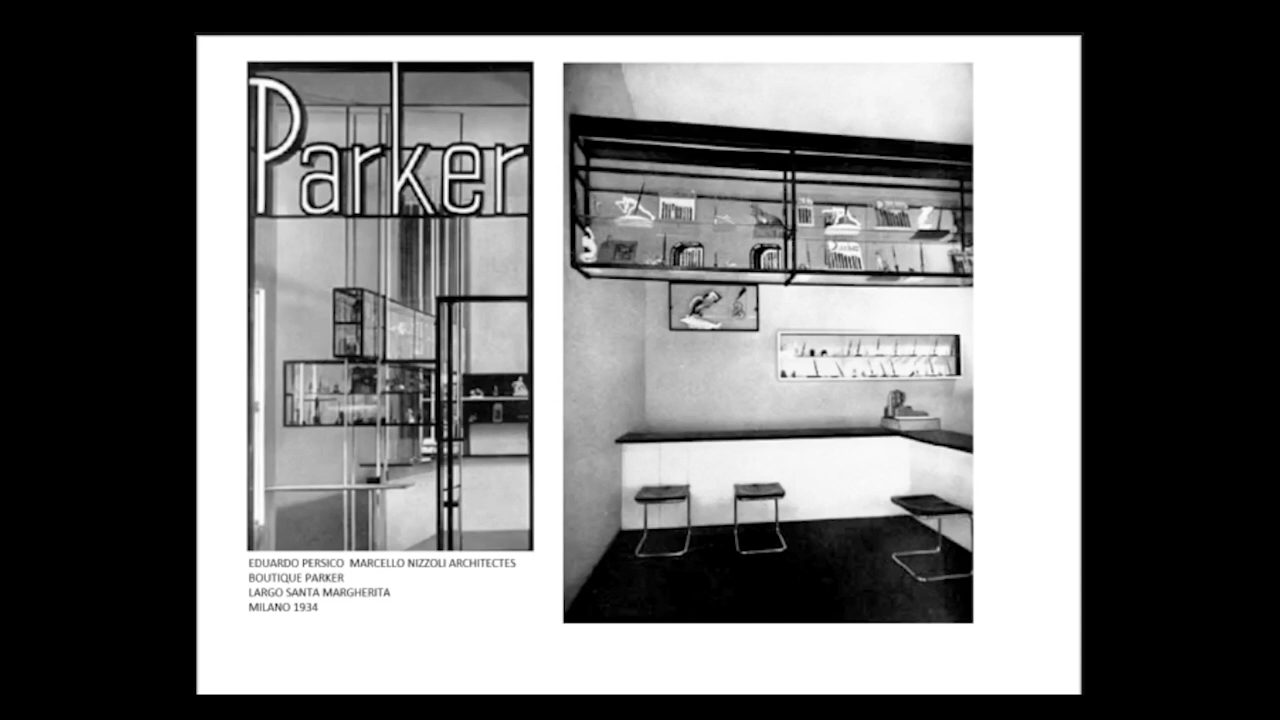 Parker
EDUARDO PERSICO  MARCELLO NIZZOLI ARCHITECTES
BOUTIQUE PARKER
LARGO SANTA MARGHERITA
MILANO 1934